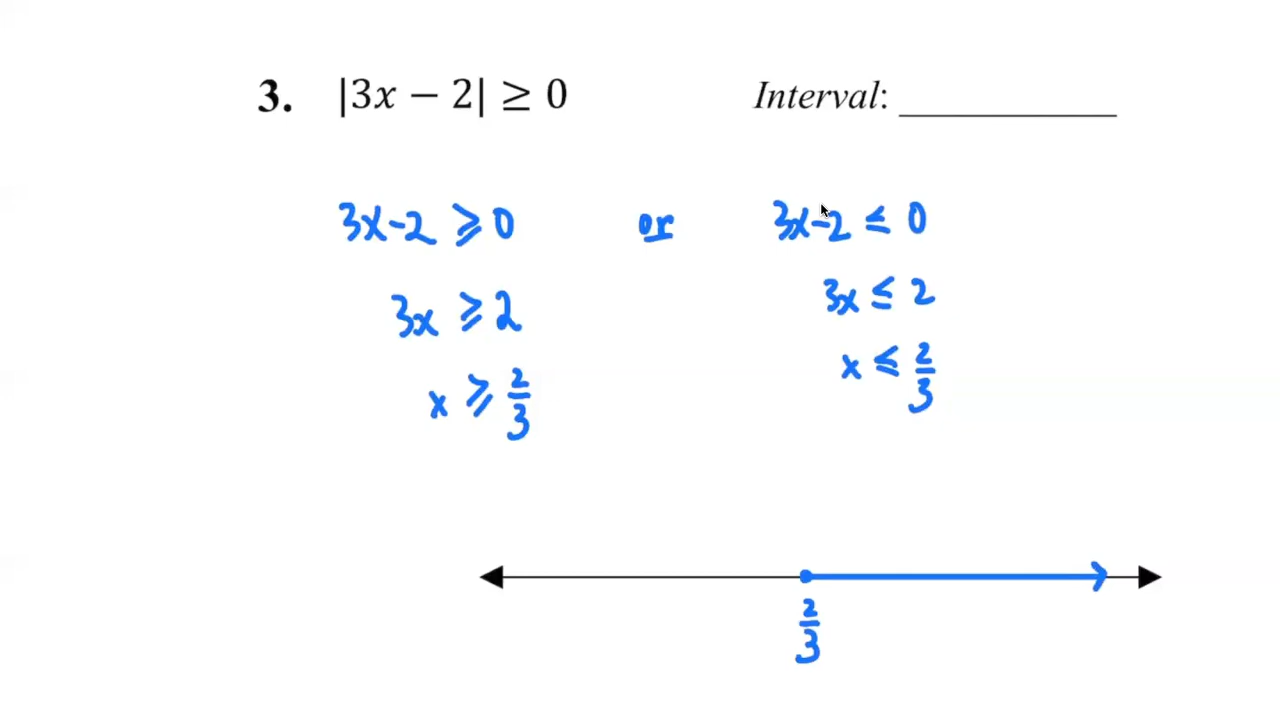 3. |3x − 2| ≥ 0 Interval: ____________
3x-2 ≥ 0 or 3x-2 ≤ 0
3x ≥ 2 3x ≤ 2
x ≥ 2/3 x ≤ 2/3
2/3